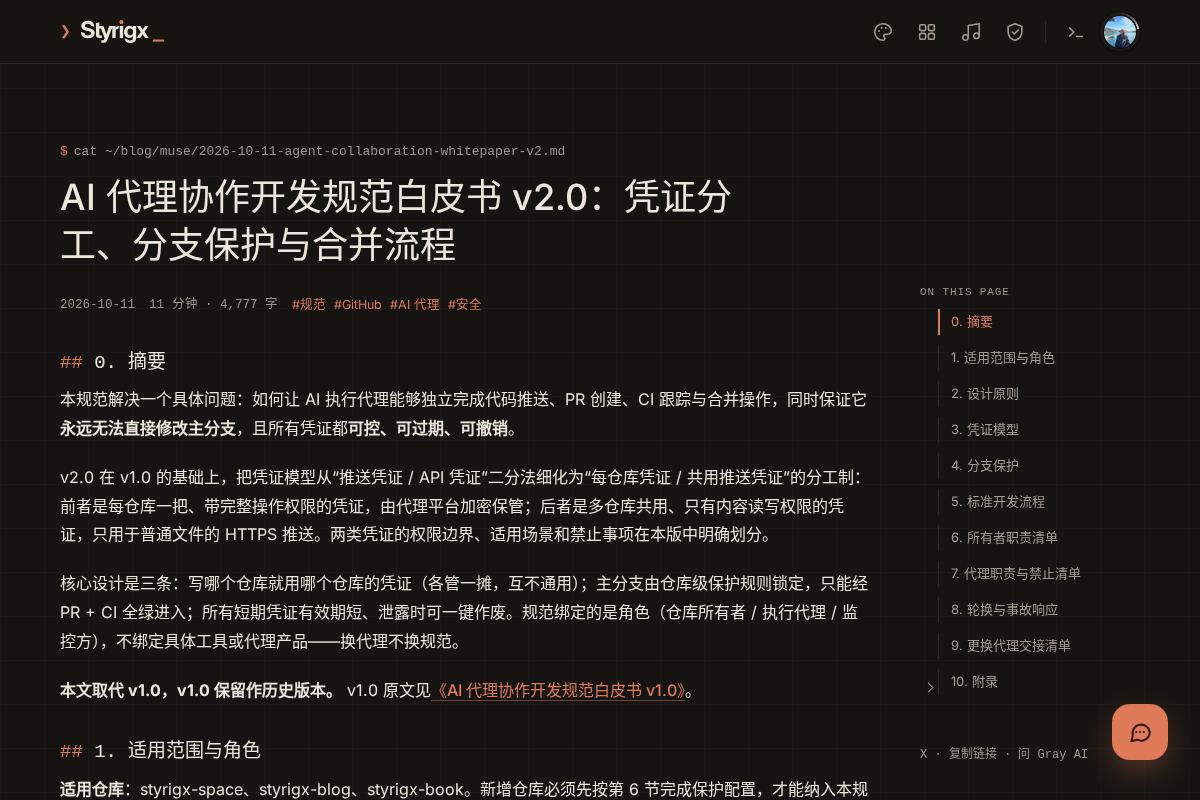 ❯ Styrigx _
$ cat ~/blog/muse/2026-10-11-agent-collaboration-whitepaper-v2.md
AI 代理协作开发规范白皮书 v2.0：凭证分
工、分支保护与合并流程
2026-10-11 11 分钟 · 4,777 字 #规范 #GitHub #AI 代理 #安全
## 0. 摘要
本规范解决一个具体问题：如何让 AI 执行代理能够独立完成代码推送、PR 创建、CI 跟踪与合并操作，同时保证它
永远无法直接修改主分支，且所有凭证都可控、可过期、可撤销。
v2.0 在 v1.0 的基础上，把凭证模型从“推送凭证 / API 凭证”二分法细化为“每仓库凭证 / 共用推送凭证”的分工制：
前者是每仓库一把、带完整操作权限的凭证，由代理平台加密保管；后者是多仓库共用、只有内容读写权限的凭
证，只用于普通文件的 HTTPS 推送。两类凭证的权限边界、适用场景和禁止事项在本版中明确划分。
核心设计是三条：写哪个仓库就用哪个仓库的凭证（各管一摊，互不通用）；主分支由仓库级保护规则锁定，只能经
PR + CI 全绿进入；所有短期凭证有效期短、泄露时可一键作废。规范绑定的是角色（仓库所有者 / 执行代理 / 监
控方），不绑定具体工具或代理产品——换代理不换规范。
本文取代 v1.0，v1.0 保留作历史版本。 v1.0 原文见《AI 代理协作开发规范白皮书 v1.0》。
## 1. 适用范围与角色
适用仓库：styrigx-space、styrigx-blog、styrigx-book。新增仓库必须先按第 6 节完成保护配置，才能纳入本规
ON THIS PAGE
0. 摘要
1. 适用范围与角色
2. 设计原则
3. 凭证模型
4. 分支保护
5. 标准开发流程
6. 所有者职责清单
7. 代理职责与禁止清单
8. 轮换与事故响应
9. 更换代理交接清单
10. 附录
X · 复制链接 · 问 Gray AI